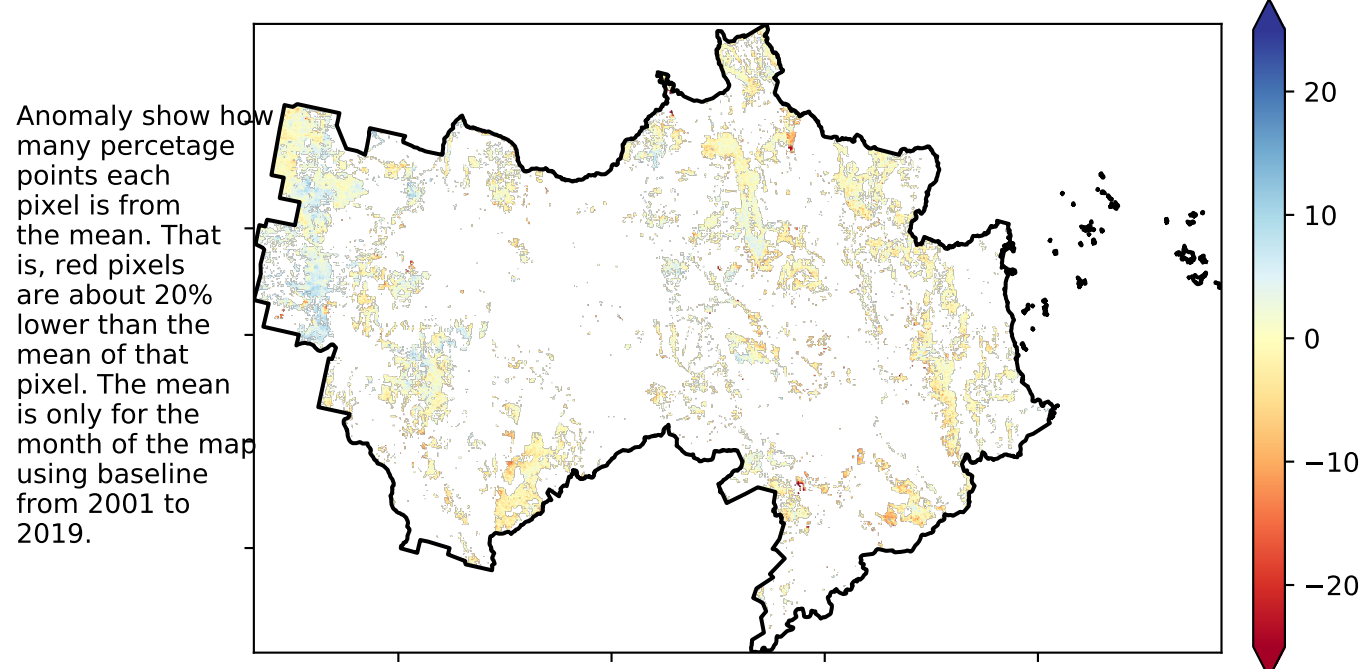 Anomaly show how
many percetage
points each
pixel is from
the mean. That
is, red pixels
are about 20%
lower than the
mean of that
pixel. The mean
is only for the
month of the map
using baseline
from 2001 to
2019.
20
10
0
−10
−20